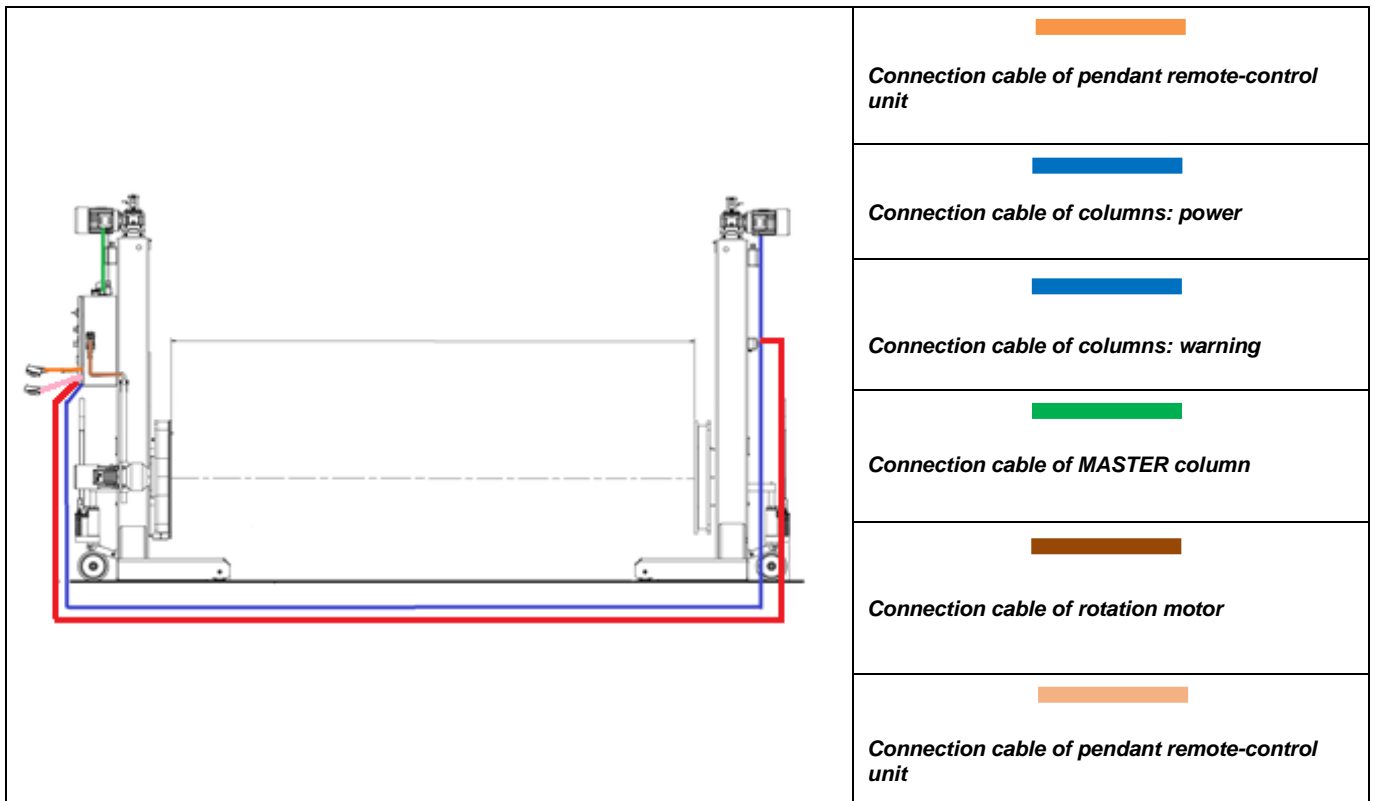 Connection cable of pendant remote-control
unit
Connection cable of columns: power
Connection cable of columns: warning
Connection cable of MASTER column
Connection cable of rotation motor
Connection cable of pendant remote-control
unit